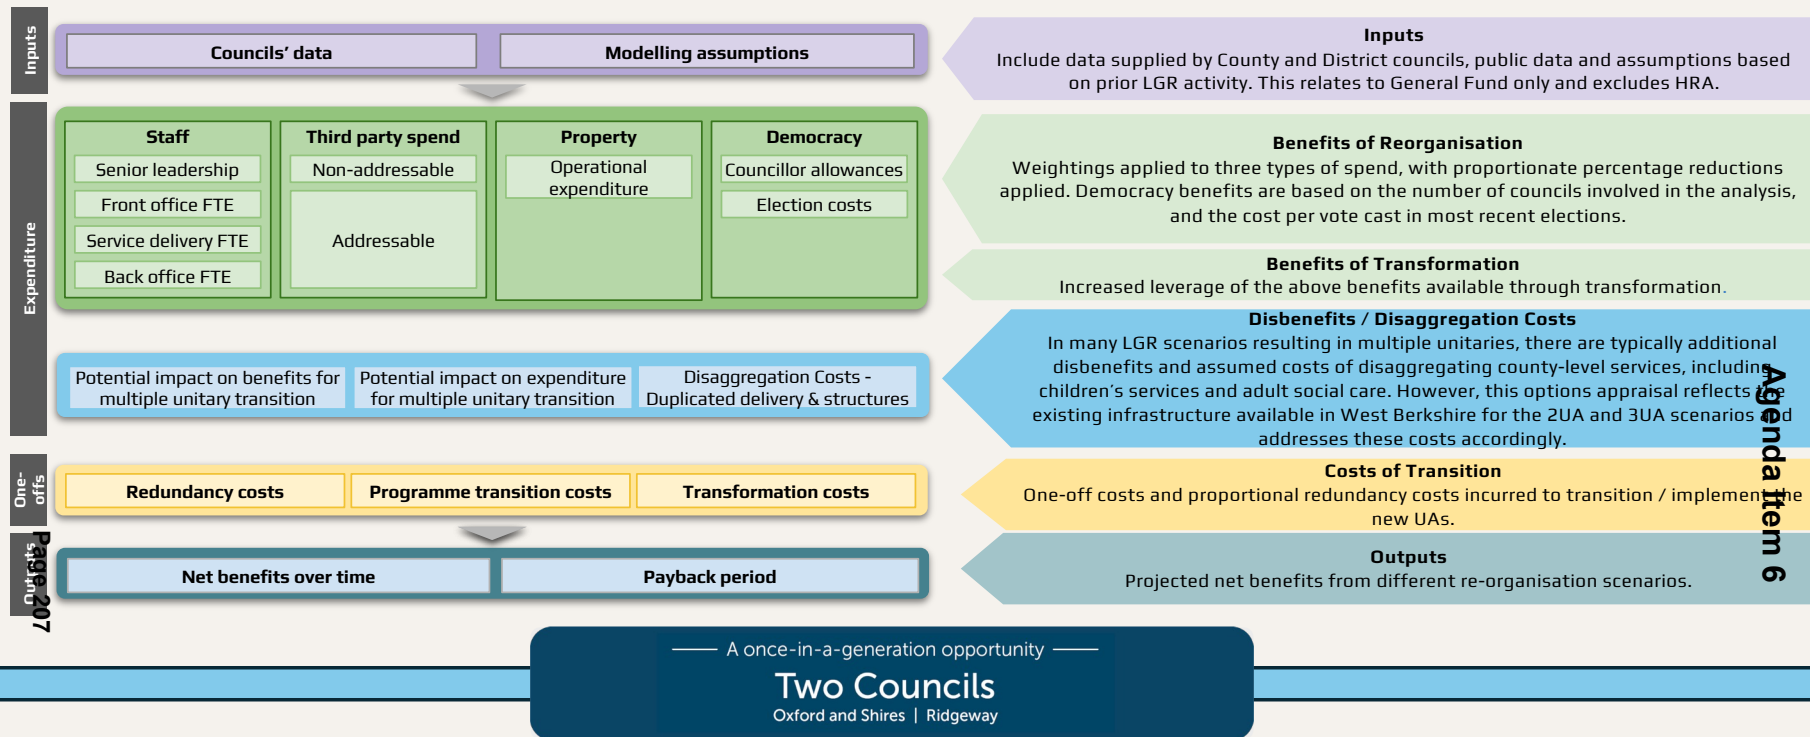 Inputs
Councils’ data
Modelling assumptions
Inputs
Include data supplied by County and District councils, public data and assumptions based
on prior LGR activity. This relates to General Fund only and excludes HRA.
Expenditure
Staff
Senior leadership
Front office FTE
Service delivery FTE
Back office FTE
Third party spend
Non-addressable
Addressable
Property
Operational
expenditure
Democracy
Councillor allowances
Election costs
Benefits of Reorganisation
Weightings applied to three types of spend, with proportionate percentage reductions
applied. Democracy benefits are based on the number of councils involved in the analysis,
and the cost per vote cast in most recent elections.
Benefits of Transformation
Increased leverage of the above benefits available through transformation.
Potential impact on benefits for
multiple unitary transition
Potential impact on expenditure
for multiple unitary transition
Disaggregation Costs -
Duplicated delivery & structures
Disbenefits / Disaggregation Costs
In many LGR scenarios resulting in multiple unitaries, there are typically additional
disbenefits and assumed costs of disaggregating county-level services, including
children’s services and adult social care. However, this options appraisal reflects the
existing infrastructure available in West Berkshire for the 2UA and 3UA scenarios and
addresses these costs accordingly.
One-
offs
Redundancy costs
Programme transition costs
Transformation costs
Costs of Transition
One-off costs and proportional redundancy costs incurred to transition / implement the
new UAs.
Outputs
Net benefits over time
Payback period
Outputs
Projected net benefits from different re-organisation scenarios.
Page 207
Agenda Item 6
A once-in-a-generation opportunity
Two Councils
Oxford and Shires | Ridgeway